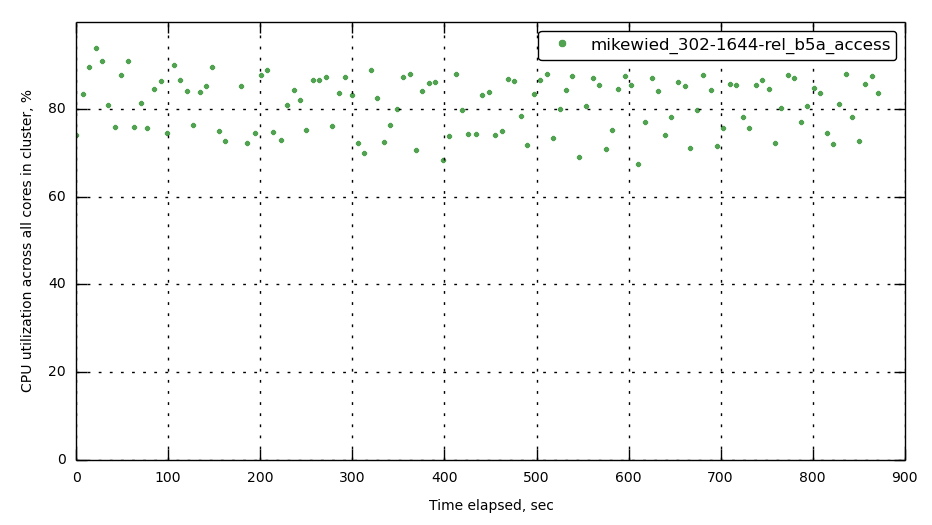 mikewied_302-1644-rel_b5a_access
CPU utilization across all cores in cluster, %
80
60
40
20
0
0 100 200 300 400 500 600 700 800 900
Time elapsed, sec